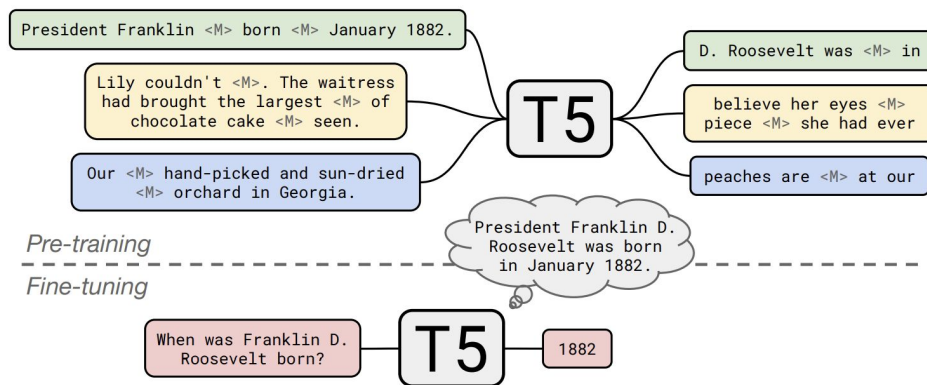 President Franklin <M> born <M> January 1882.
Lily couldn't <M>. The waitress
had brought the largest <M> of
chocolate cake <M> seen.
Our <M> hand-picked and sun-dried
<M> orchard in Georgia.
T5
D. Roosevelt was <M> in
believe her eyes <M>
piece <M> she had ever
peaches are <M> at our
Pre-training
President Franklin D.
Roosevelt was born
in January 1882.
Fine-tuning
When was Franklin D.
Roosevelt born?
T5
1882